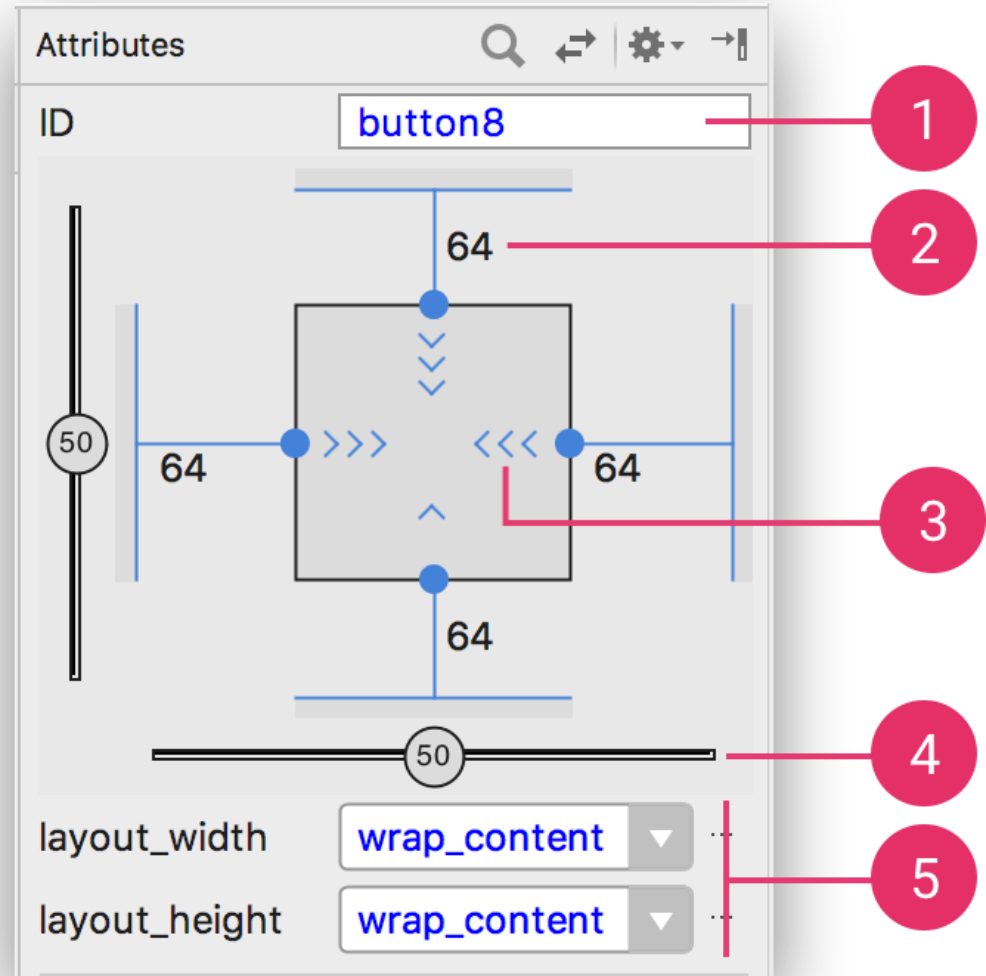 Attributes
ID button8 1
64 2
50 64 64
3
64
50 4
layout_width wrap_content
5
layout_height wrap_content